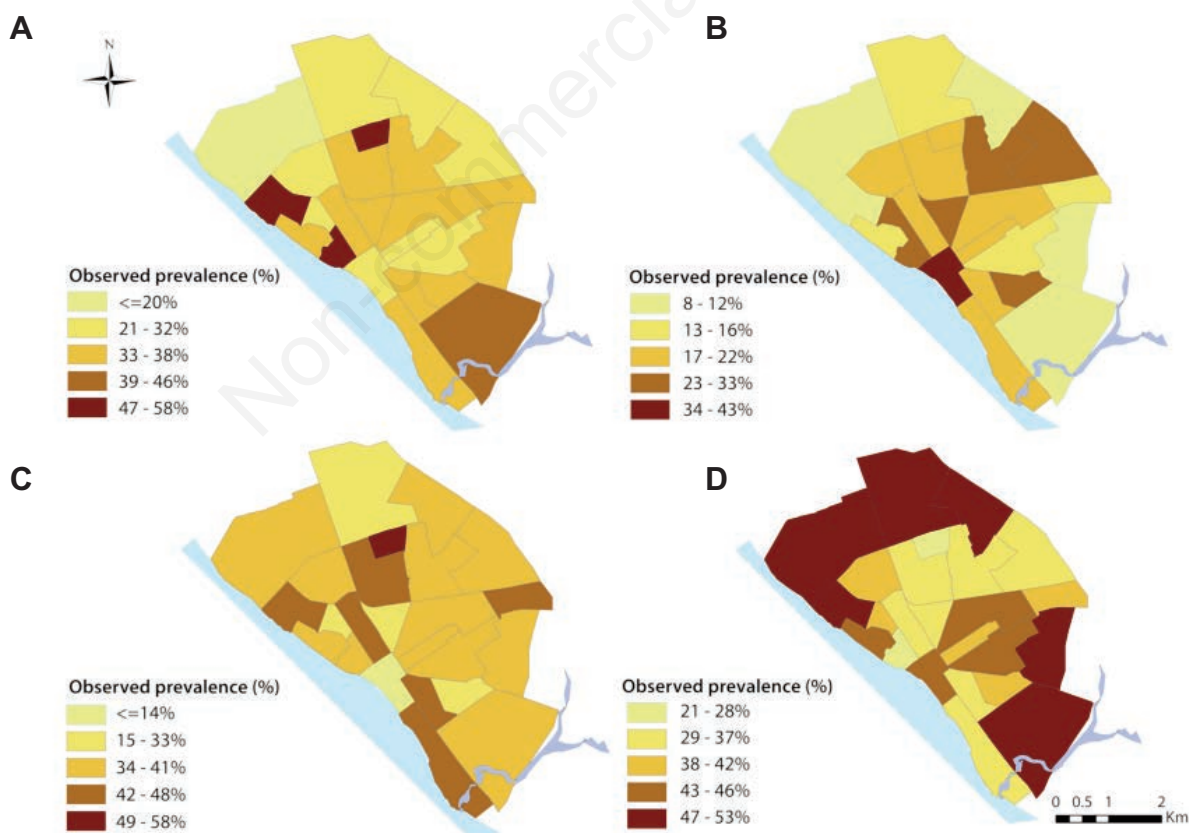 A
B
N
Non-commercia
Observed prevalence (%)
<=20%
21 - 32%
33 - 38%
39 - 46%
47 - 58%
Observed prevalence (%)
8 - 12%
13 - 16%
17 - 22%
23 - 33%
34 - 43%
C
D
Observed prevalence (%)
<=14%
15 - 33%
34 - 41%
42 - 48%
49 - 58%
Observed prevalence (%)
21 - 28%
29 - 37%
38 - 42%
43 - 46%
47 - 53%
0 0.5 1 2
Km